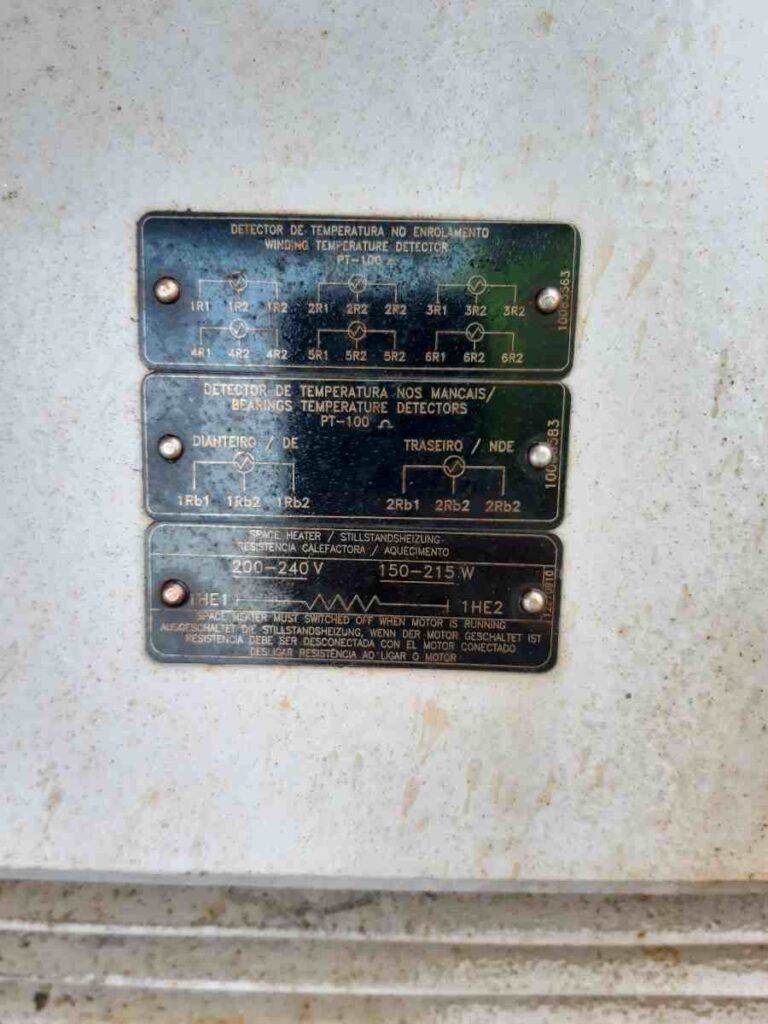 DETECTOR DE TEMPERATURA NO ENROLAMENTO
WINDING TEMPERATURE DETECTOR
PT-100
1R1 1R2 1R2 2R1 2R2 2R2 3R1 3R2 3R2
4R1 4R2 4R2 5R1 5R2 5R2 6R1 6R2 6R2
DETECTOR DE TEMPERATURA NOS MANCAIS/
BEARINGS TEMPERATURE DETECTORS
PT-100 Ω
DIANTEIRO / DE TRASEIRO / NDE
1Rb1 1Rb2 1Rb2 2Rb1 2Rb2 2Rb2
SPACE HEATER / STILLSTANDSHEIZUNG
RESISTENCIA CALEFACTORA / AQUECIMENTO
200-240 V 150-215 W
1HE1 1HE2
SPACE HEATER MUST SWITCHED OFF WHEN MOTOR IS RUNNING
AUSGESCHALTET DIE STILLSTANDSHEIZUNG, WENN DER MOTOR GESCHALTET IST
RESISTENCIA DEBE SER DESCONECTADA CON EL MOTOR CONECTADO
DESLIGAR RESISTÊNCIA AO LIGAR O MOTOR